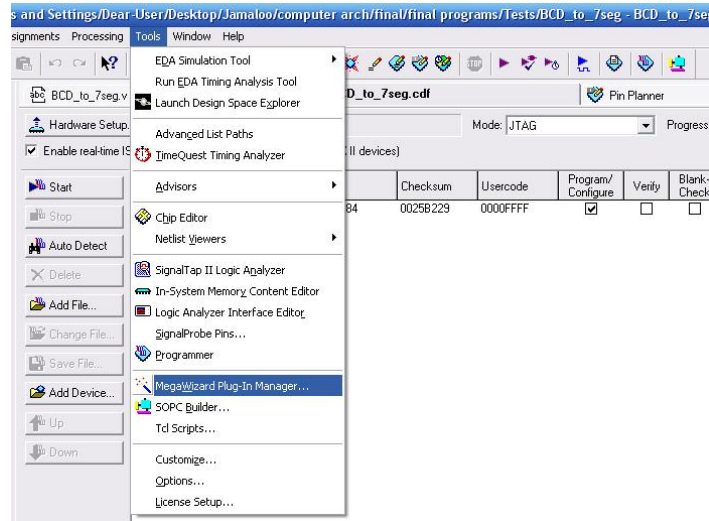 s and Settings/Dear-User/Desktop/Jamaloo/computer arch/final/final programs/Tests/BCD_to_7seg - BCD_to_7se
signments Processing Tools Window Help
BCD_to_7seg.v
D_to_7seg.cdf
Pin Planner
Hardware Setup.
Mode: JTAG
Progress
Enable real-time IS
II devices)
EDA Simulation Tool
Run EDA Timing Analysis Tool
Launch Design Space Explorer
Advanced List Paths
TimeQuest Timing Analyzer
Advisors
Chip Editor
Netlist Viewers
SignalTap II Logic Analyzer
In-System Memory Content Editor
Logic Analyzer Interface Editor
SignalProbe Pins...
Programmer
MegaWizard Plug-In Manager...
SOPC Builder...
Tcl Scripts...
Customize...
Options...
License Setup...
Start
Stop
Auto Detect
Delete
Add File...
Change File...
Save File...
Add Device...
Up
Down
Checksum Usercode Program/ Configure Verify Blank- Check
84 0025B229 0000FFFF